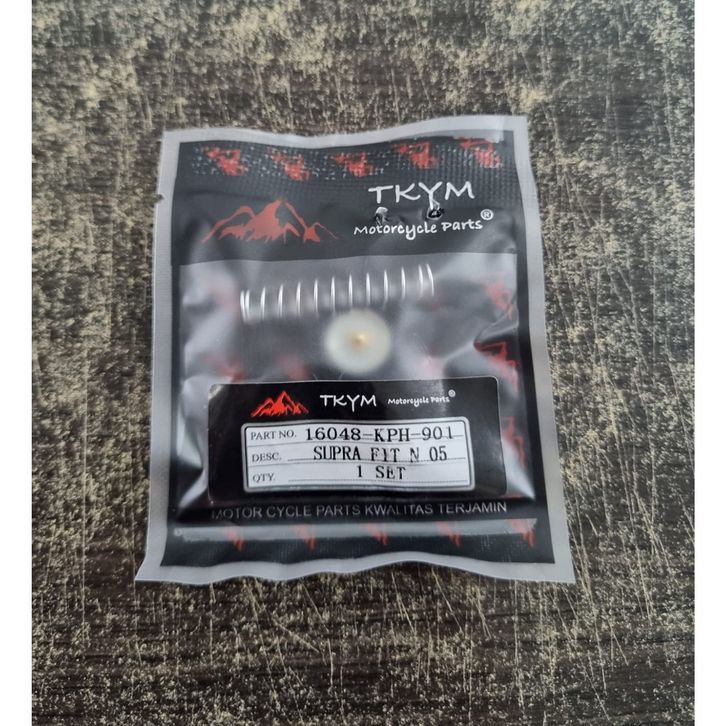 TKYM
Motorcycle Parts®
TKYM Motorcycle Parts®
PART NO. 16048-KPH-901
DESC. SUPRA FIT N 05
QTY. 1 SET
MOTOR CYCLE PARTS KWALITAS TERJAMIN